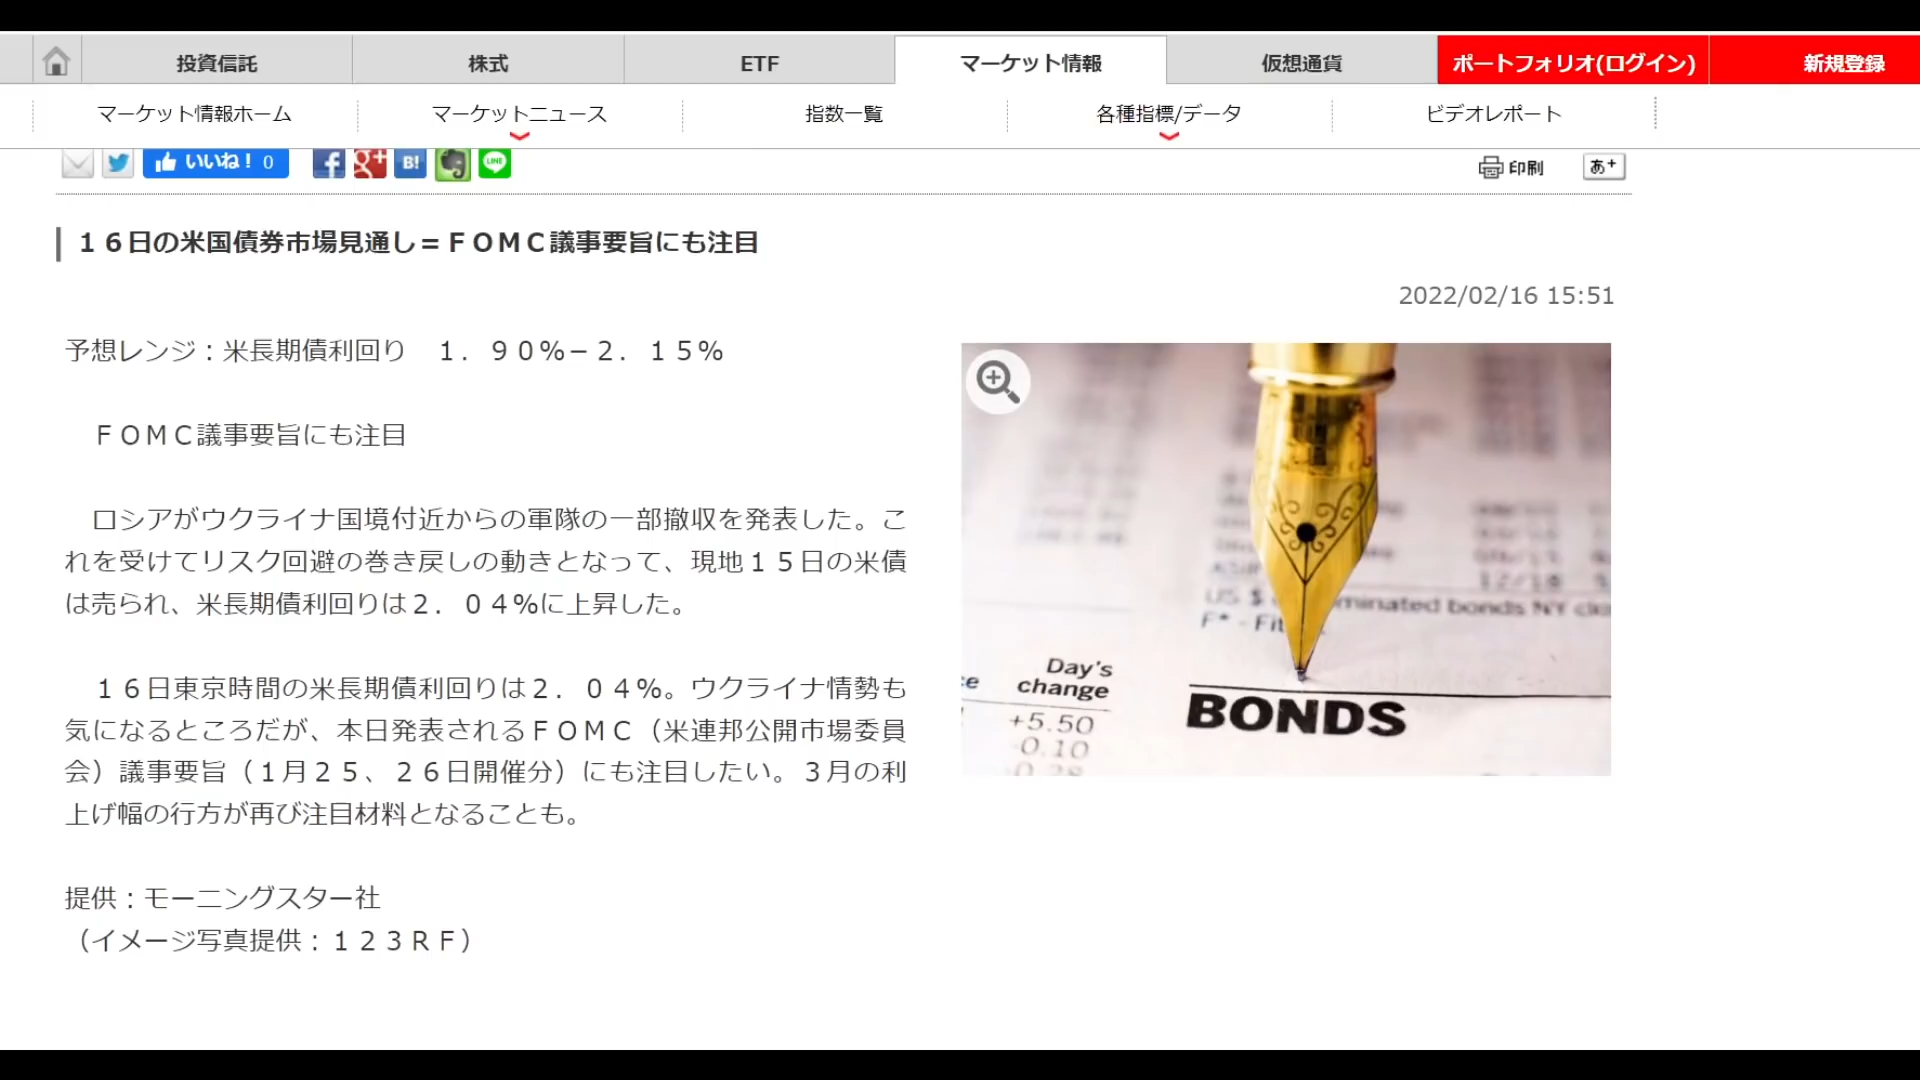 投資信託
株式
ETF
マーケット情報
仮想通貨
ポートフォリオ(ログイン)
新規登録
マーケット情報ホーム
マーケットニュース
指数一覧
各種指標/データ
ビデオレポート
いいね！ 0
B!
LINE
印刷
あ+
１６日の米国債券市場見通し＝ＦＯＭＣ議事要旨にも注目
2022/02/16 15:51
予想レンジ：米長期債利回り　１．９０％－２．１５％
ＦＯＭＣ議事要旨にも注目
ロシアがウクライナ国境付近からの軍隊の一部撤収を発表した。こ
れを受けてリスク回避の巻き戻しの動きとなって、現地１５日の米債
は売られ、米長期債利回りは２．０４％に上昇した。
１６日東京時間の米長期債利回りは２．０４％。ウクライナ情勢も
気になるところだが、本日発表されるＦＯＭＣ（米連邦公開市場委員
会）議事要旨（１月２５、２６日開催分）にも注目したい。３月の利
上げ幅の行方が再び注目材料となることも。
提供：モーニングスター社
（イメージ写真提供：１２３ＲＦ）
US $
bonds NY
Day's
change
+5.50
-0.10
BONDS